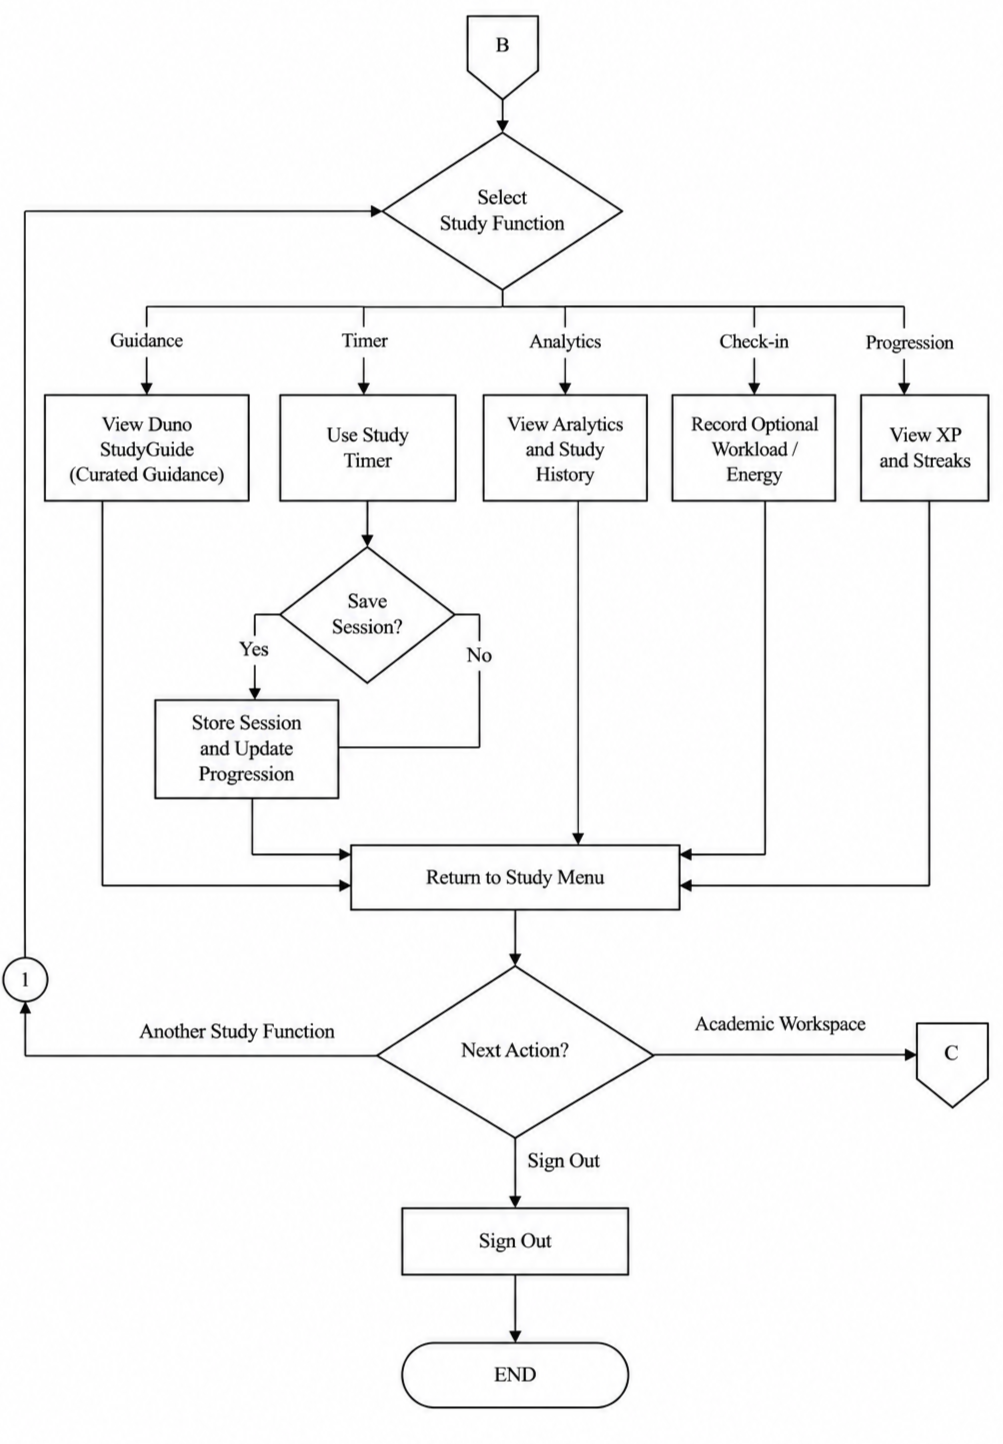 B
Select
Study Function
Guidance
Timer
Analytics
Check-in
Progression
View Duno
StudyGuide
(Curated Guidance)
Use Study
Timer
View Aralytics
and Study
History
Record Optional
Workload /
Energy
View XP
and Streaks
Save
Session?
Yes
No
Store Session
and Update
Progression
Return to Study Menu
1
Another Study Function
Next Action?
Academic Workspace
C
Sign Out
Sign Out
END